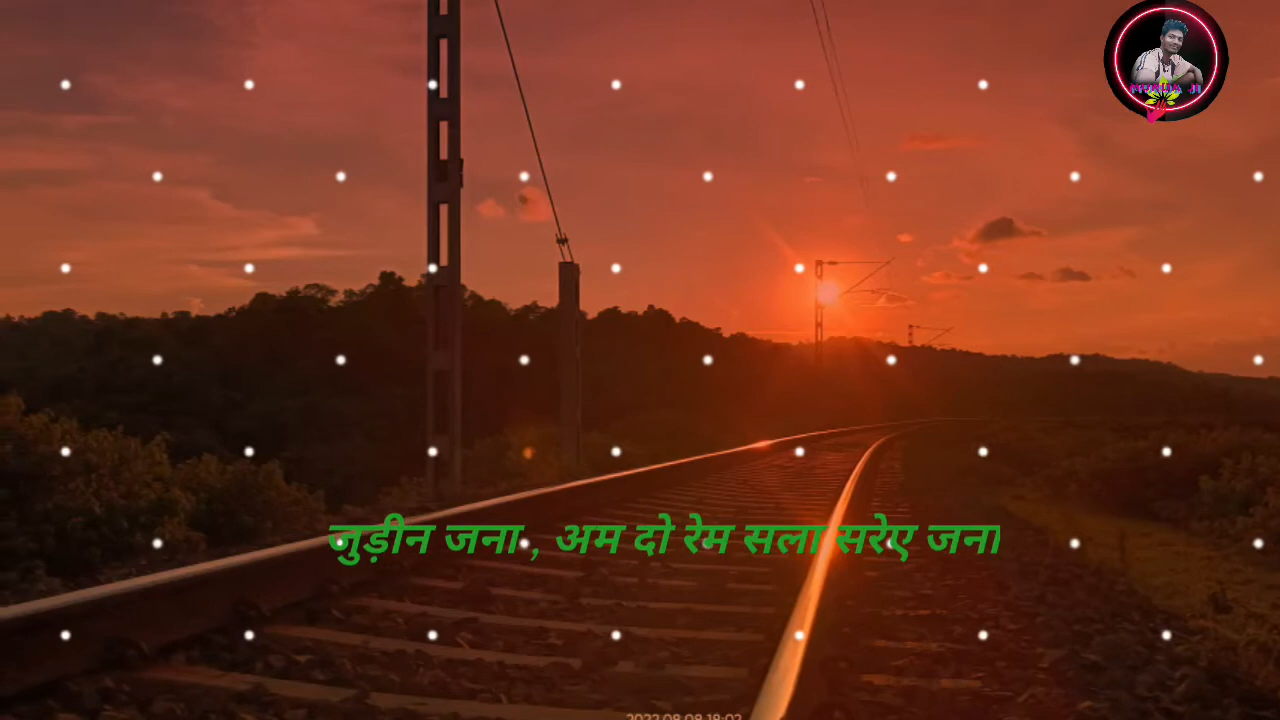 जुड़ीन जना , अम दो रेम सला सरेए जना